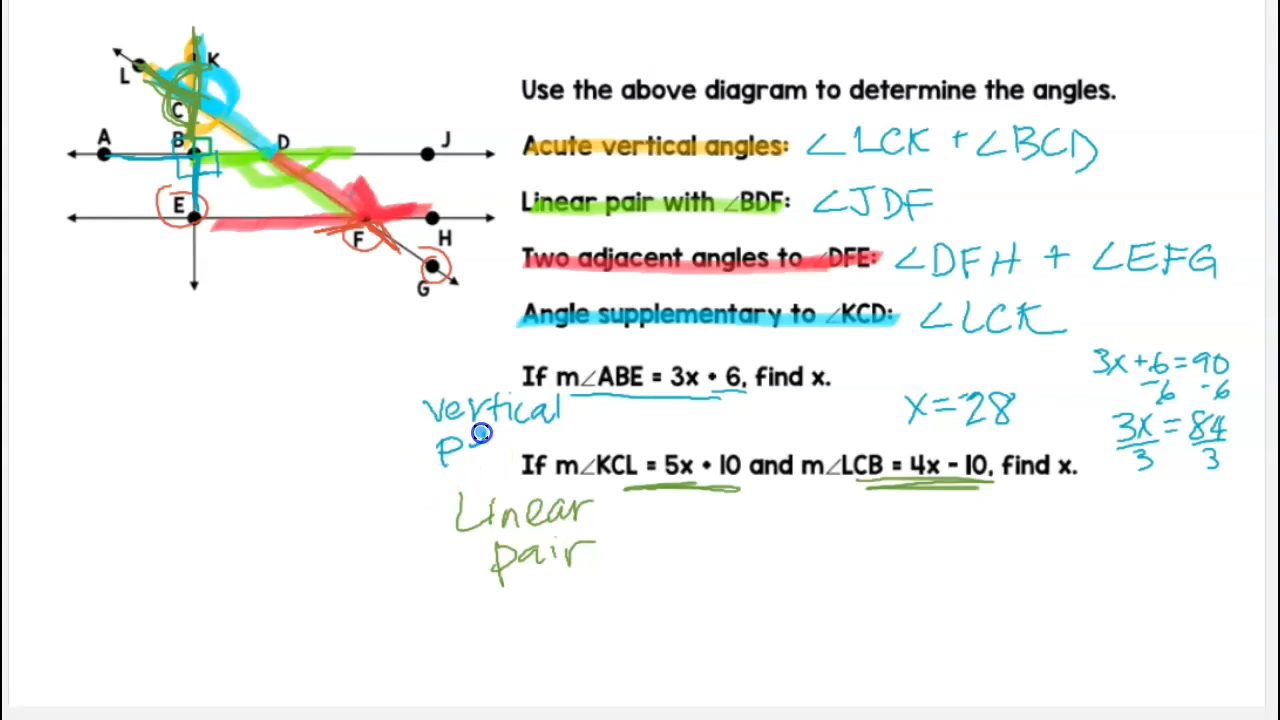 L
K
C
A
B
D
J
E
F
H
G
Use the above diagram to determine the angles.
Acute vertical angles: ∠LCK + ∠BCD
Linear pair with ∠BDF: ∠JDF
Two adjacent angles to ∠DFE: ∠DFH + ∠EFG
Angle supplementary to ∠KCD: ∠LCK
If m∠ABE = 3x + 6, find x.
3x + 6 = 90
-6 -6
x = 28
3x = 84
3 3
vertical
p
If m∠KCL = 5x + 10 and m∠LCB = 4x - 10, find x.
Linear
pair